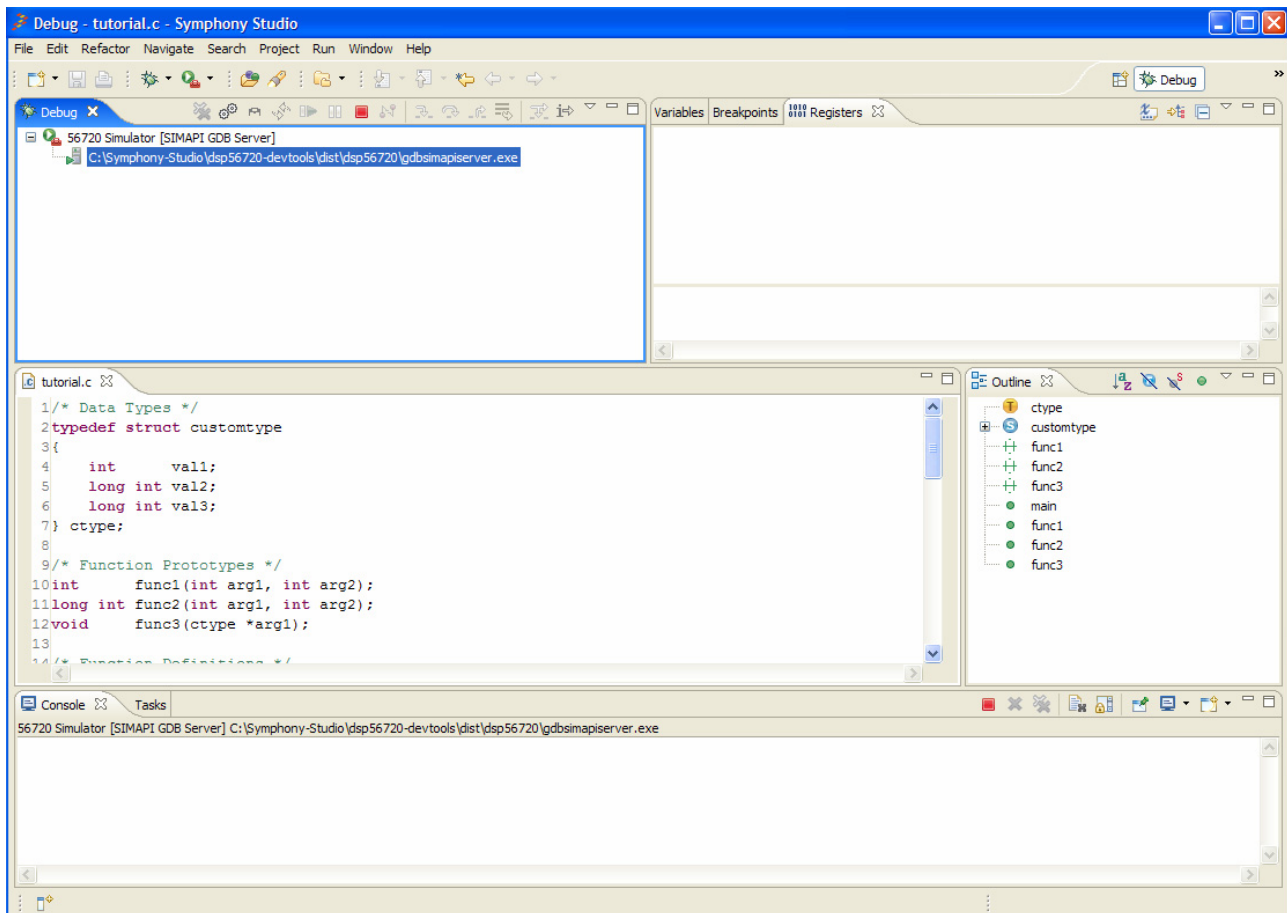 Debug - tutorial.c - Symphony Studio
File Edit Refactor Navigate Search Project Run Window Help
Debug
»
Debug
Variables Breakpoints Registers
56720 Simulator [SIMAPI GDB Server]
C:\Symphony-Studio\dsp56720-devtools\dist\dsp56720\gdbsimapiserver.exe
tutorial.c
1/* Data Types */
2typedef struct customtype
3{
4    int       val1;
5    long int val2;
6    long int val3;
7} ctype;
8
9/* Function Prototypes */
10int      func1(int arg1, int arg2);
11long int func2(int arg1, int arg2);
12void     func3(ctype *arg1);
13
14/* Function Definitions */
Outline
ctype
customtype
func1
func2
func3
main
func1
func2
func3
Console Tasks
56720 Simulator [SIMAPI GDB Server] C:\Symphony-Studio\dsp56720-devtools\dist\dsp56720\gdbsimapiserver.exe